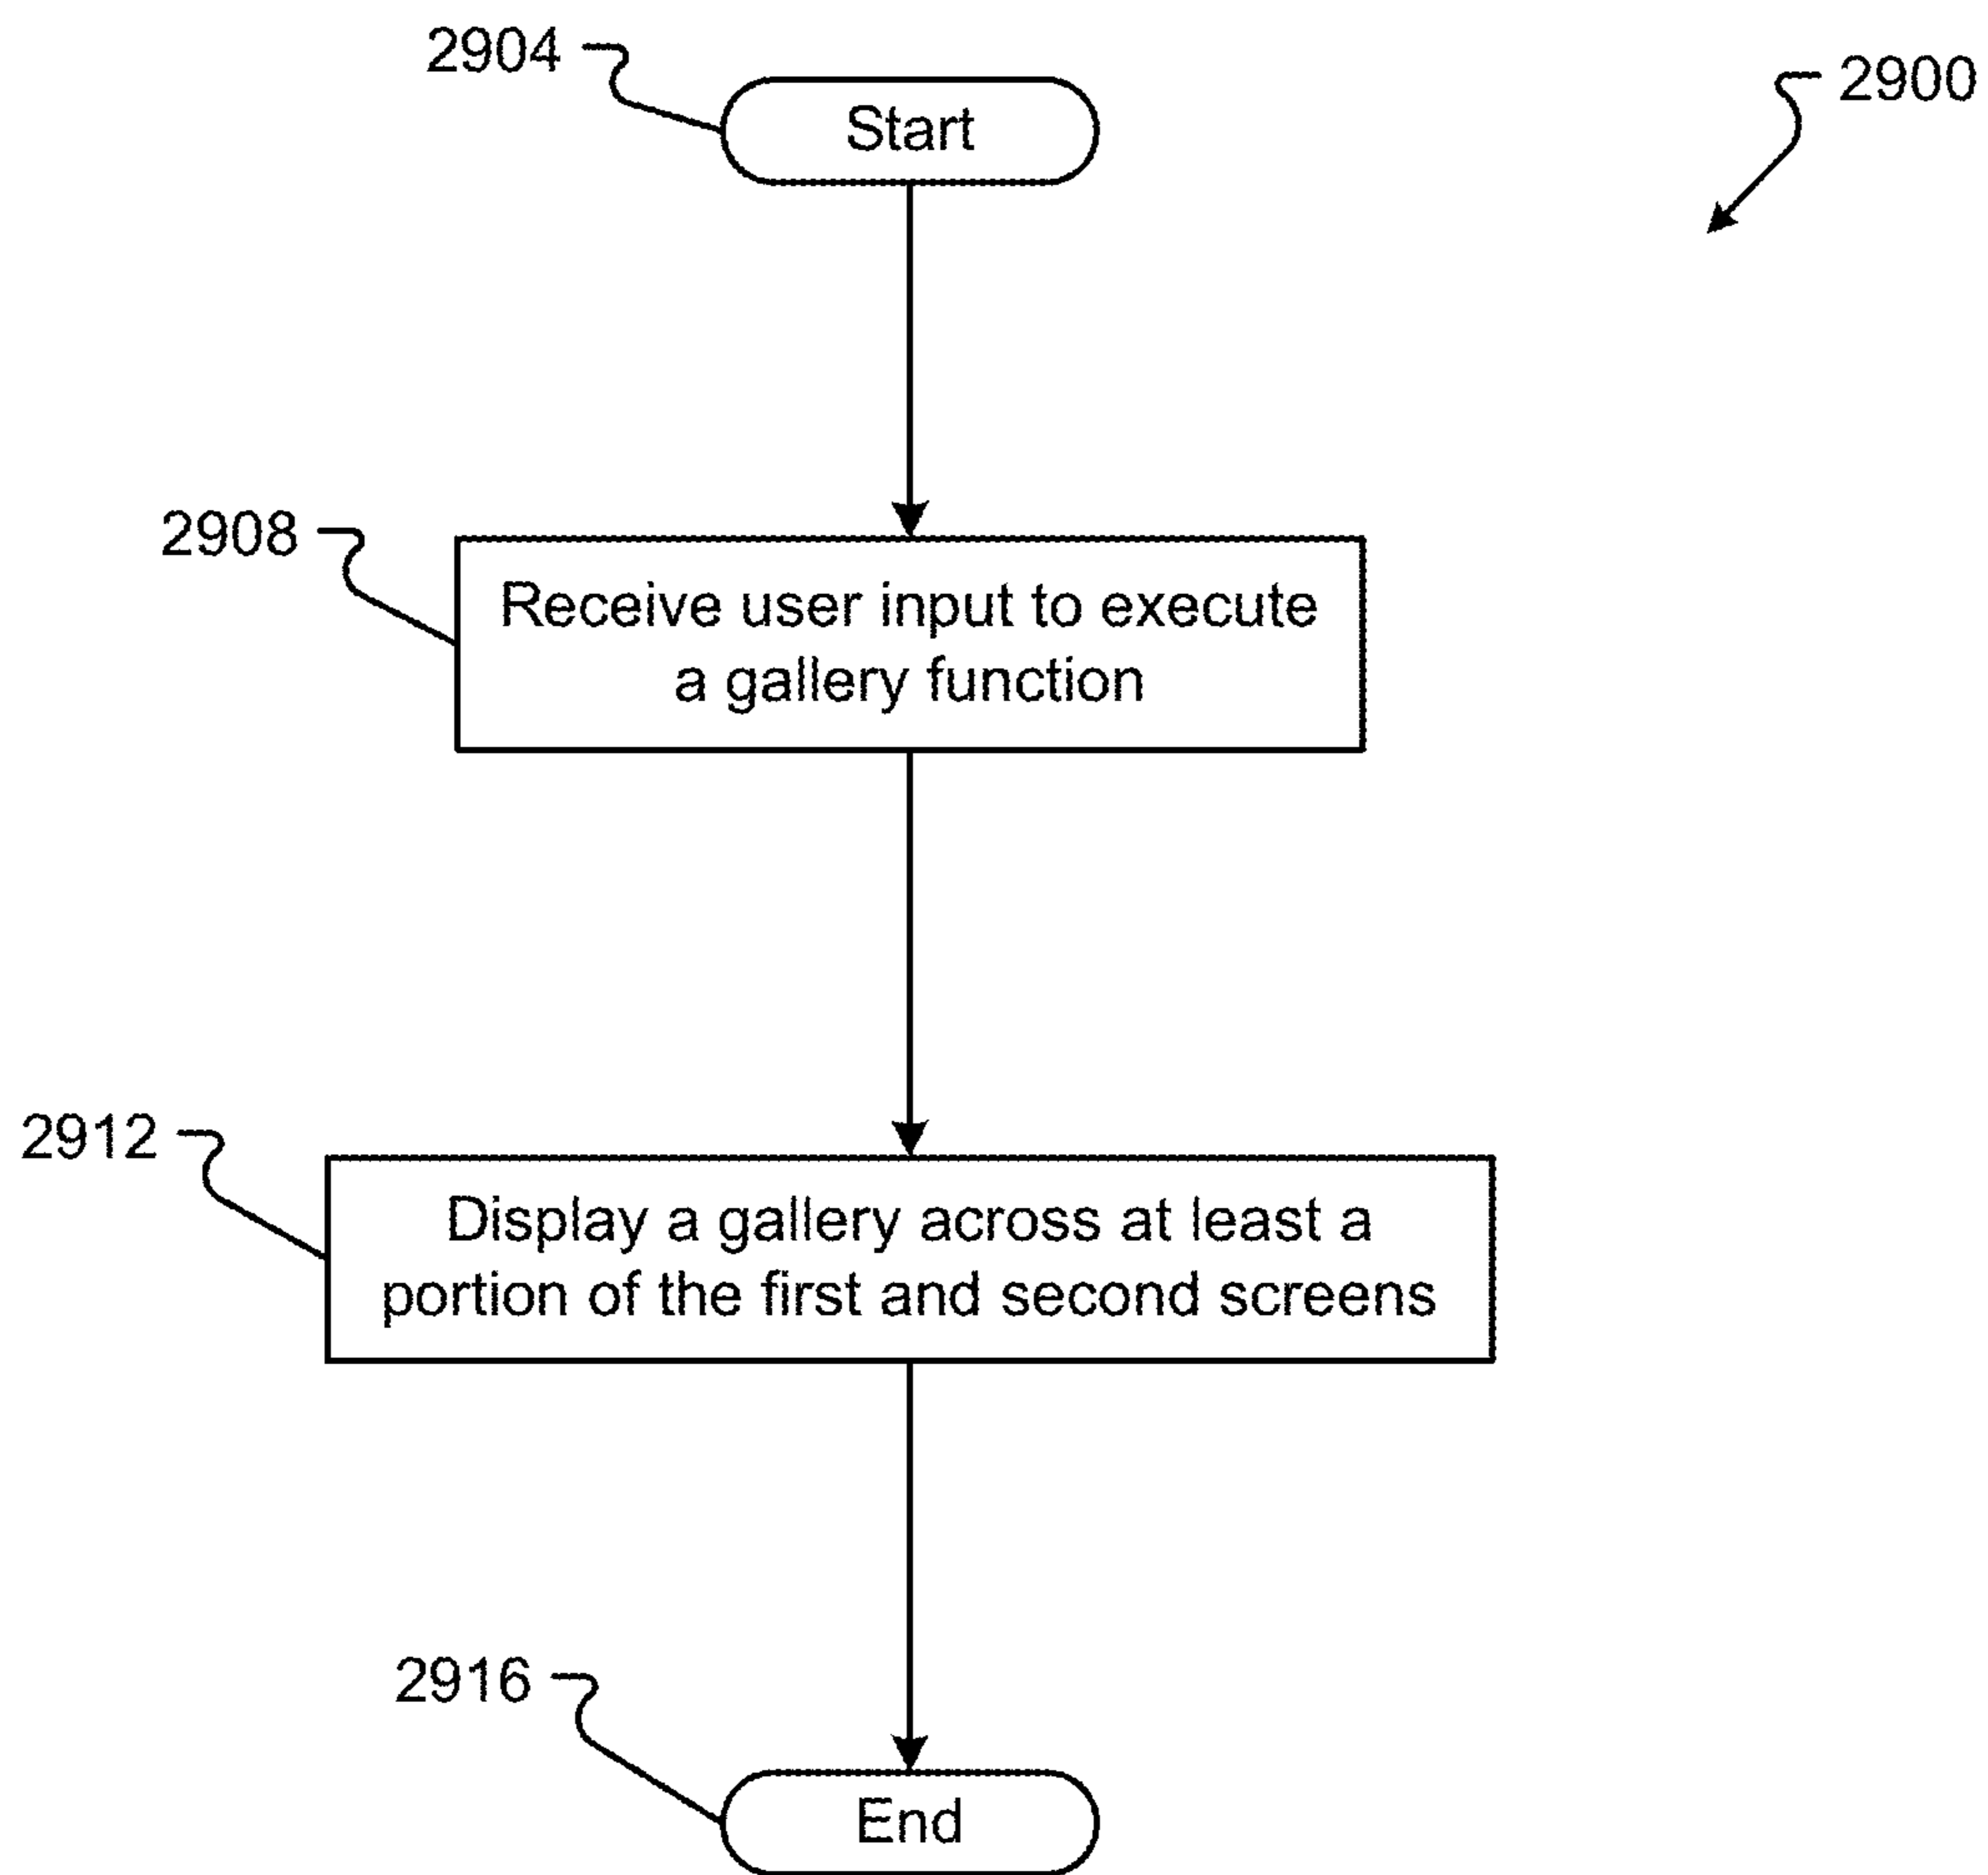 2904
Start
2900
2908
Receive user input to execute
a gallery function
2912
Display a gallery across at least a
portion of the first and second screens
2916
End